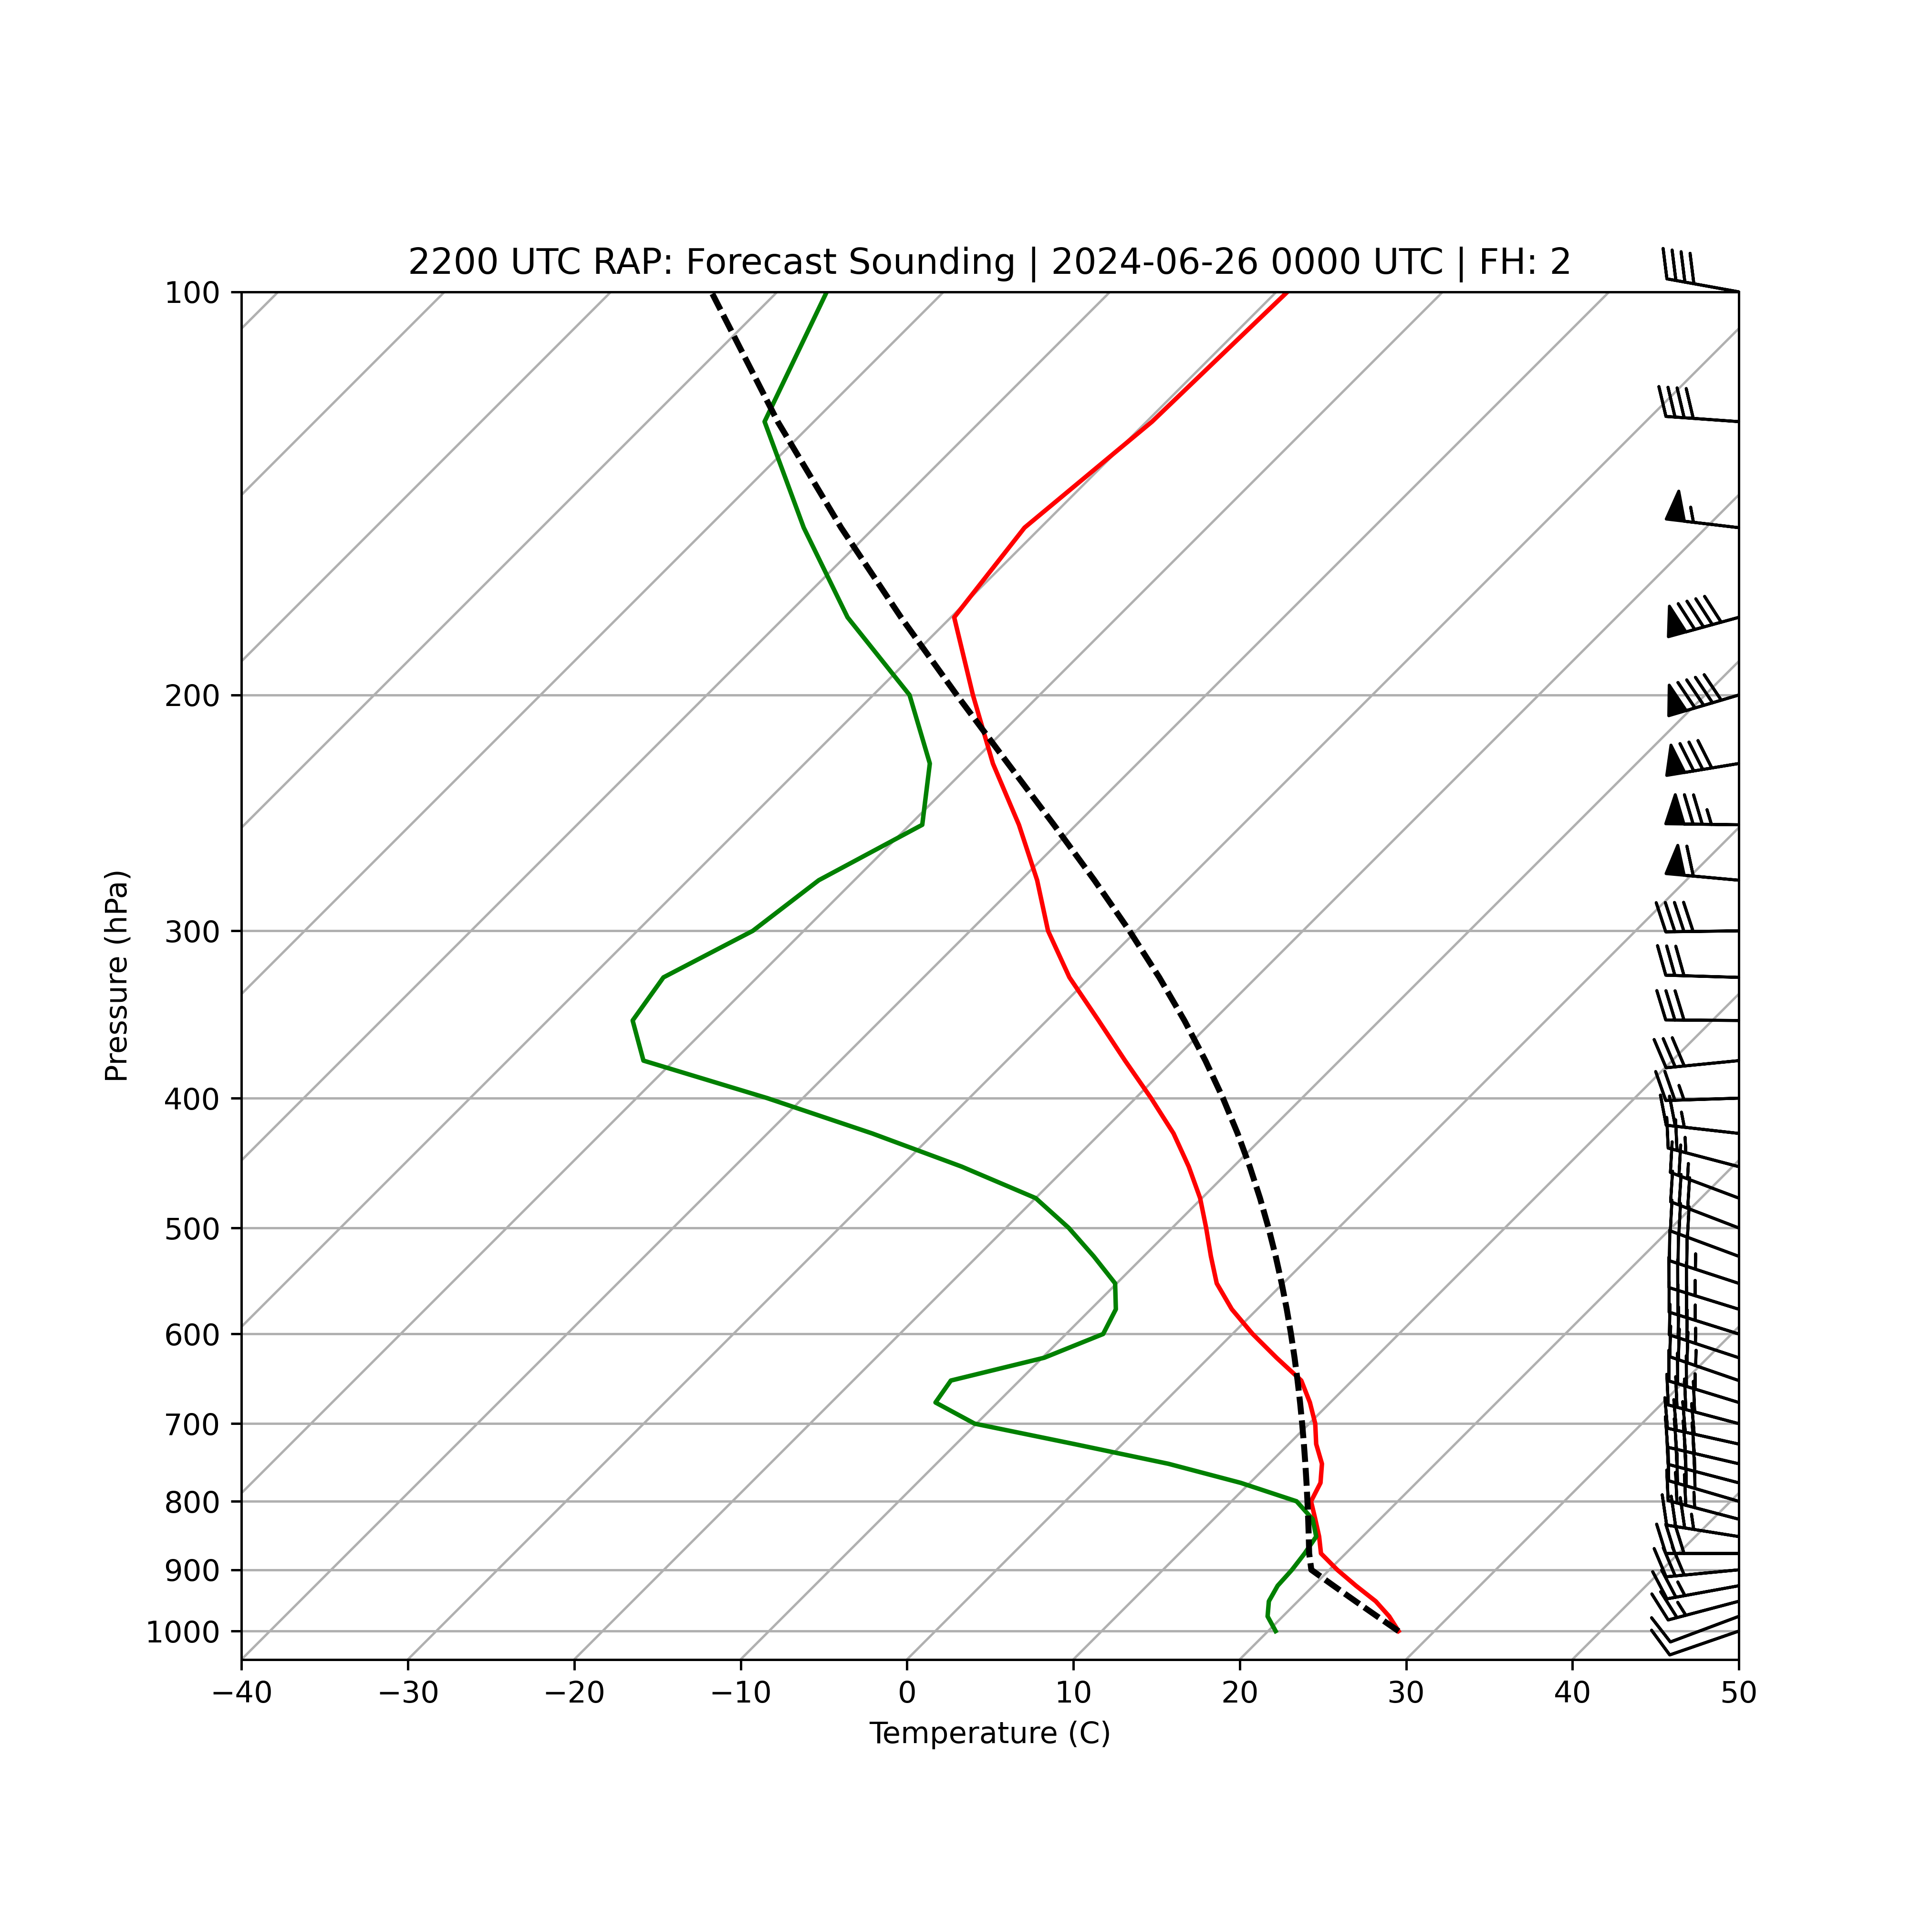 2200 UTC RAP: Forecast Sounding | 2024-06-26 0000 UTC | FH: 2
100
200
300
400
500
600
700
800
900
1000
Pressure (hPa)
−40 −30 −20 −10 0 10 20 30 40 50
Temperature (C)